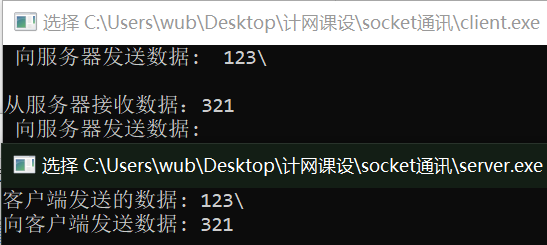 选择 C:\Users\wub\Desktop\计网课设\socket通讯\client.exe
向服务器发送数据： 123\
从服务器接收数据：321
向服务器发送数据：
选择 C:\Users\wub\Desktop\计网课设\socket通讯\server.exe
客户端发送的数据：123\
向客户端发送数据：321